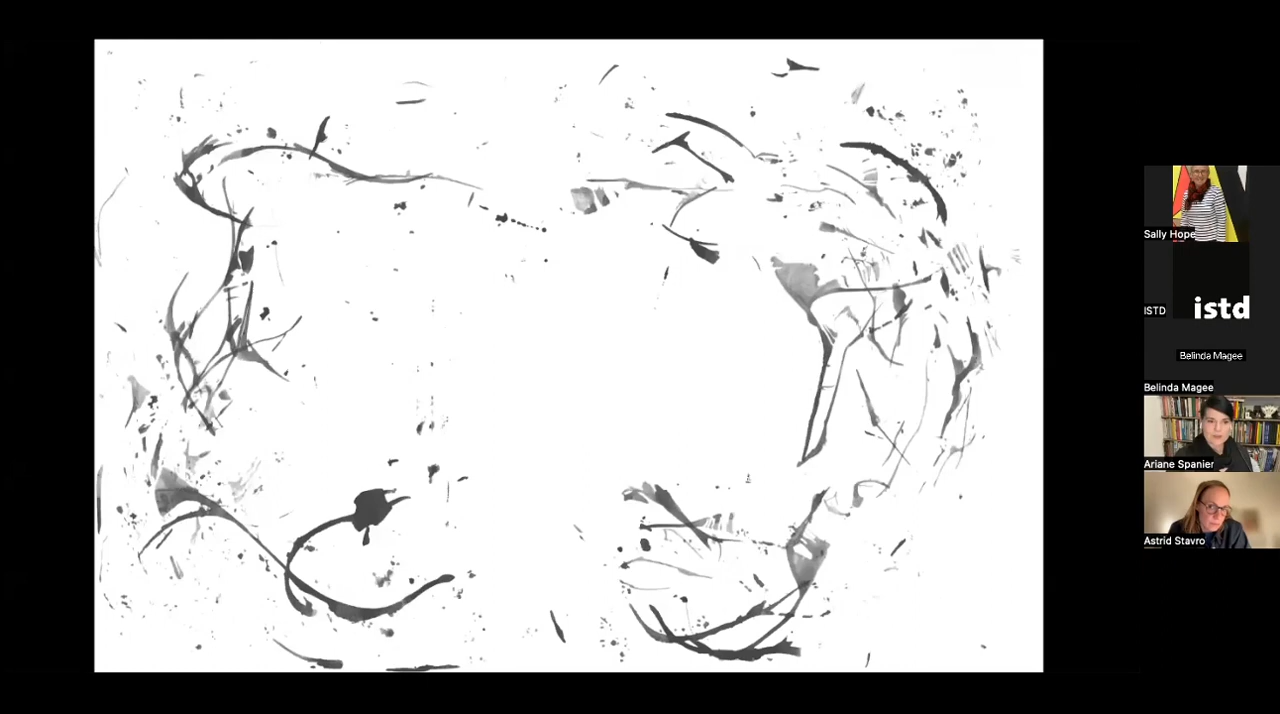 Sally Hope
istd
ISTD
Belinda Magee
Belinda Magee
Ariane Spanier
Astrid Stavro